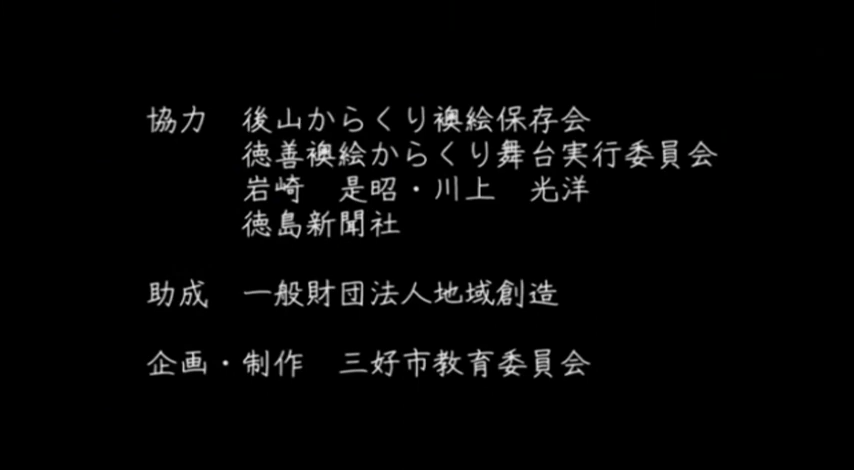 協力　後山からくり襖絵保存会
徳善襖絵からくり舞台実行委員会
岩崎　是昭・川上　光洋
徳島新聞社
助成　一般財団法人地域創造
企画・制作　三好市教育委員会